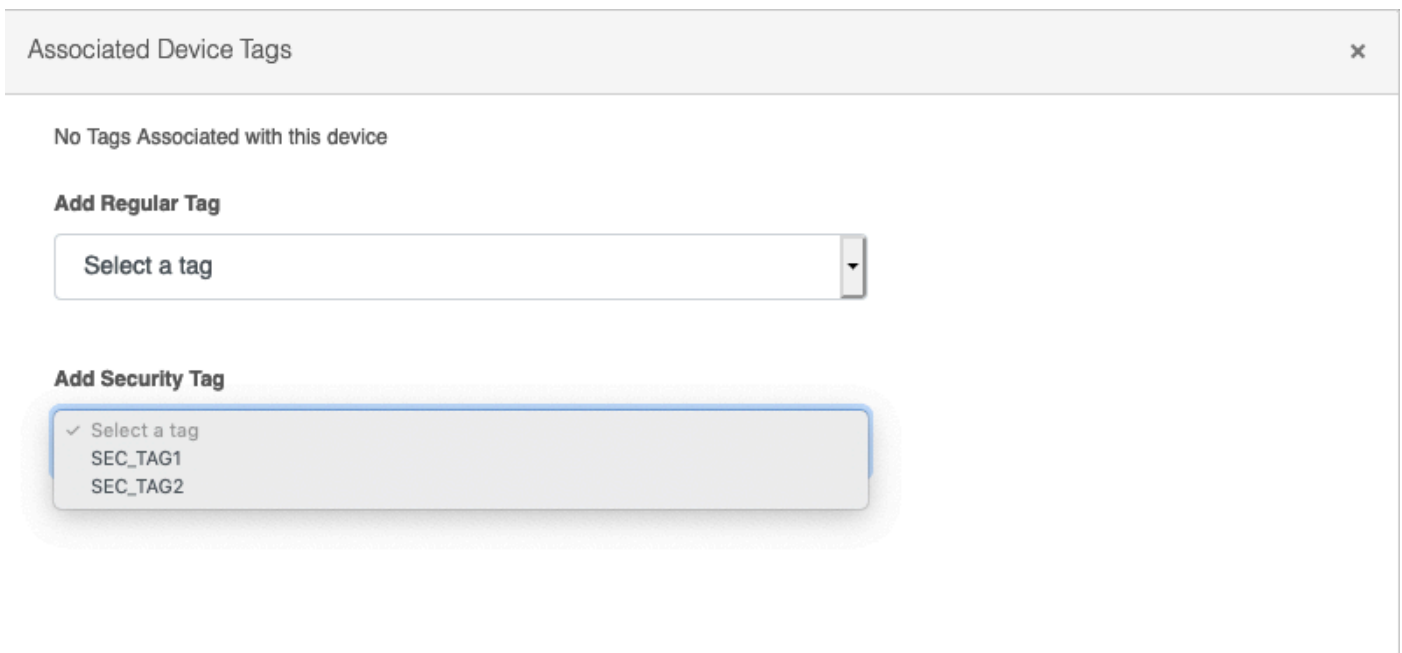 Associated Device Tags
No Tags Associated with this device
Add Regular Tag
Select a tag
Add Security Tag
Select a tag
SEC_TAG1
SEC_TAG2